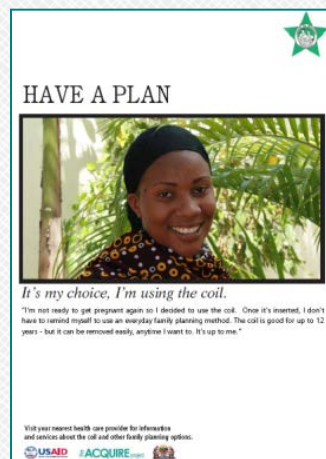 HAVE A PLAN
It's my choice, I'm using the coil.
"I'm not ready to get pregnant again so I decided to use the coil. Once it's inserted, I don't
have to remind myself to use an everyday family planning method. The coil is good for up to 12
years - but it can be removed easily, anytime I want to. It's up to me."
Visit your nearest health care provider for information
and services about the coil and other family planning options.
USAID ACQUIRE project